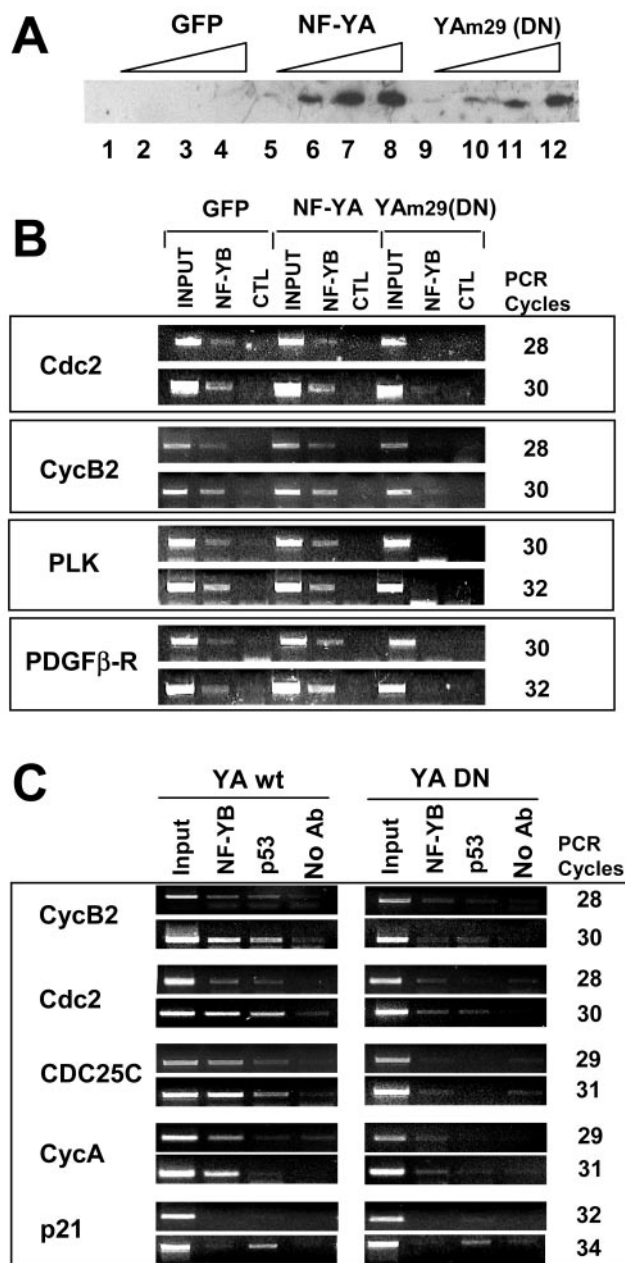 A
GFP NF-YA YAm29 (DN)
1 2 3 4 5 6 7 8 9 10 11 12
B
GFP NF-YA YAm29(DN)
INPUT NF-YB CTL INPUT NF-YB CTL INPUT NF-YB CTL PCR Cycles
Cdc2 28
30
CycB2 28
30
PLK 30
32
PDGFβ-R 30
32
C
YA wt YA DN
Input NF-YB p53 No Ab Input NF-YB p53 No Ab PCR Cycles
CycB2 28
30
Cdc2 28
30
CDC25C 29
31
CycA 29
31
p21 32
34